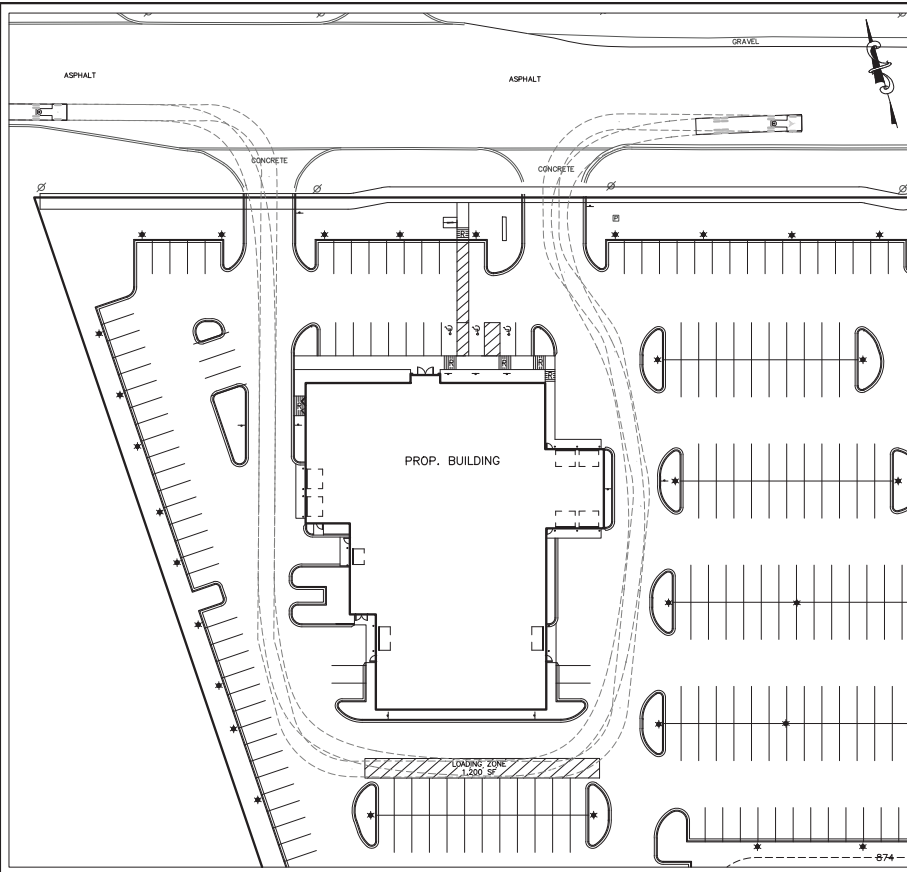 GRAVEL
ASPHALT
ASPHALT
CONCRETE
CONCRETE
PROP. BUILDING
LOADING ZONE
1,200 SF
874